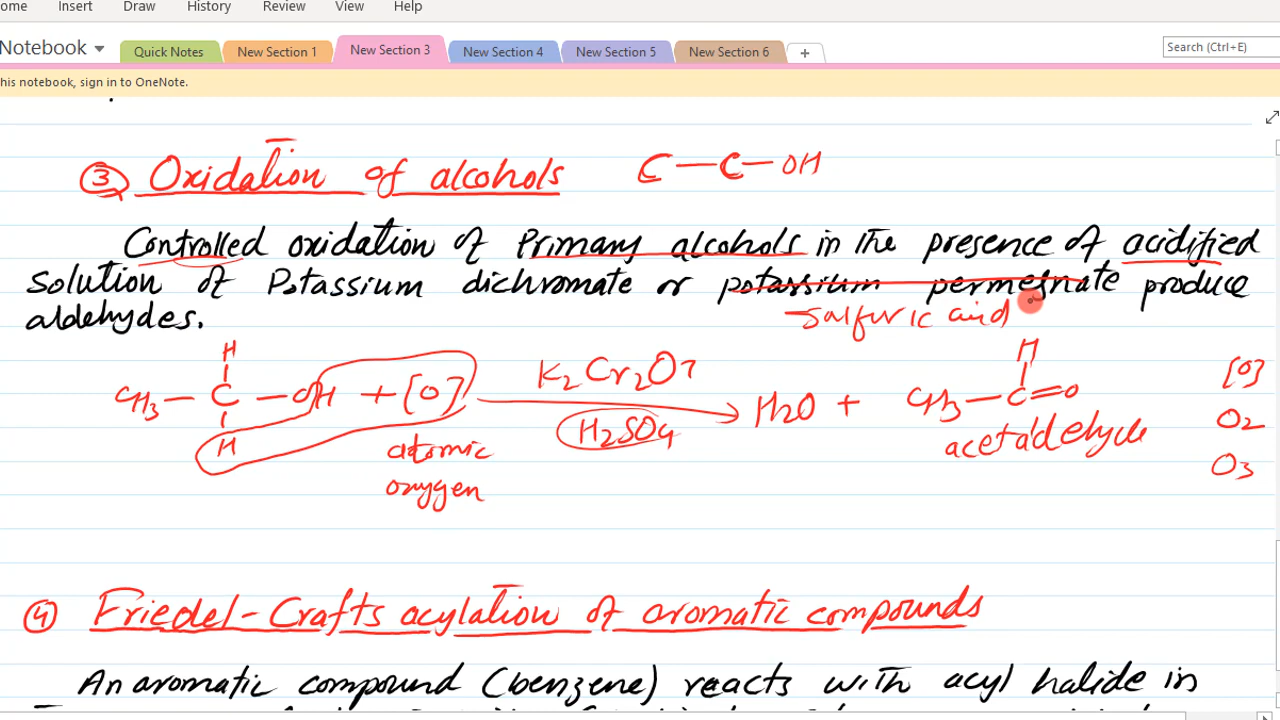 ome Insert Draw History Review View Help
Notebook Quick Notes New Section 1 New Section 3 New Section 4 New Section 5 New Section 6 + Search (Ctrl+E)
his notebook, sign in to OneNote.
③ Oxidation of alcohols C — C — OH
Controlled oxidation of Primary alcohols in the presence of acidified
solution of Potassium dichromate or potassium permegnate produce
sulfuric acid
aldehydes.
H H
CH3 — C — OH + [O] K2Cr2O7 H2O + CH3 — C = O [O]
H H2SO4 acetaldehyde O2
atomic O3
oxygen
④ Friedel-Crafts acylation of aromatic compounds
An aromatic compound (benzene) reacts with acyl halide in